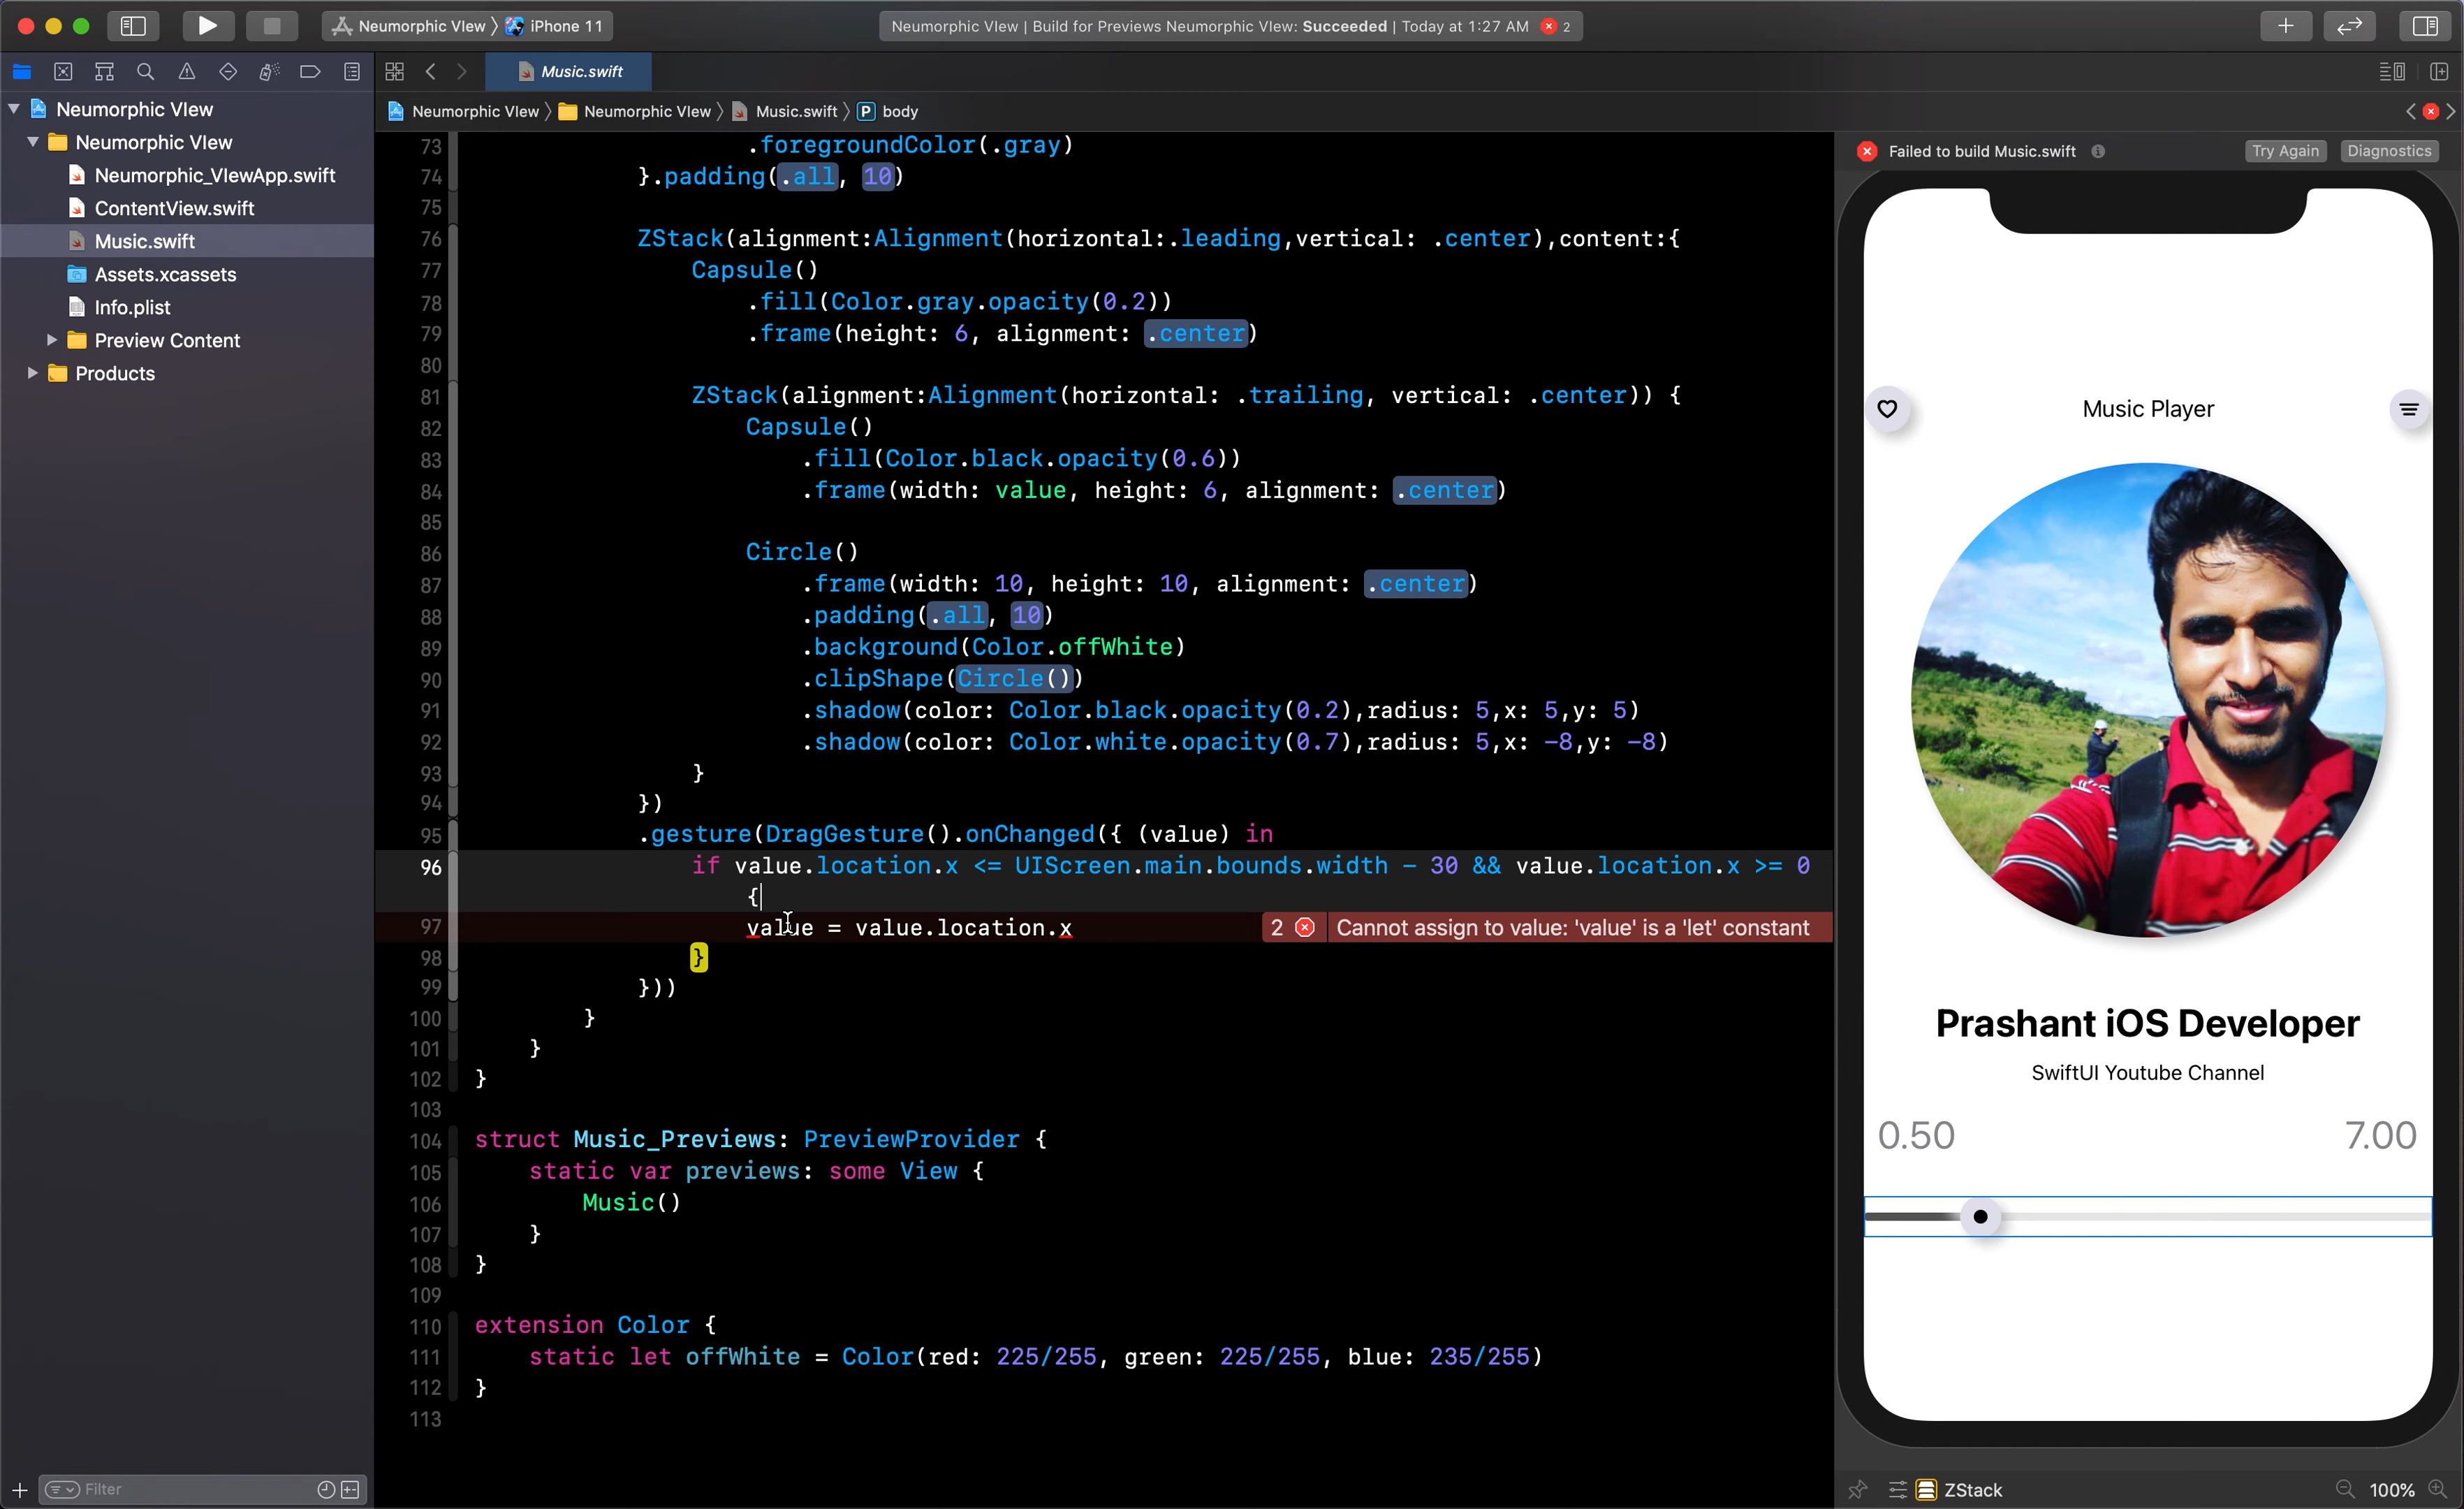 Neumorphic VIew 〉 iPhone 11
Neumorphic VIew | Build for Previews Neumorphic VIew: Succeeded | Today at 1:27 AM 2
Music.swift
Neumorphic VIew 〉 Neumorphic VIew 〉 Music.swift 〉 P body
Neumorphic VIew
Neumorphic VIew
Neumorphic_VIewApp.swift
ContentView.swift
Music.swift
Assets.xcassets
Info.plist
Preview Content
Products
Filter
73 .foregroundColor(.gray)
74 }.padding(.all, 10)
75
76 ZStack(alignment:Alignment(horizontal:.leading,vertical: .center),content:{
77 Capsule()
78 .fill(Color.gray.opacity(0.2))
79 .frame(height: 6, alignment: .center)
80
81 ZStack(alignment:Alignment(horizontal: .trailing, vertical: .center)) {
82 Capsule()
83 .fill(Color.black.opacity(0.6))
84 .frame(width: value, height: 6, alignment: .center)
85
86 Circle()
87 .frame(width: 10, height: 10, alignment: .center)
88 .padding(.all, 10)
89 .background(Color.offWhite)
90 .clipShape(Circle())
91 .shadow(color: Color.black.opacity(0.2),radius: 5,x: 5,y: 5)
92 .shadow(color: Color.white.opacity(0.7),radius: 5,x: -8,y: -8)
93 }
94 })
95 .gesture(DragGesture().onChanged({ (value) in
96 if value.location.x <= UIScreen.main.bounds.width - 30 && value.location.x >= 0
{
97 value = value.location.x 2 Cannot assign to value: 'value' is a 'let' constant
98 }
99 }))
100 }
101 }
102 }
103
104 struct Music_Previews: PreviewProvider {
105 static var previews: some View {
106 Music()
107 }
108 }
109
110 extension Color {
111 static let offWhite = Color(red: 225/255, green: 225/255, blue: 235/255)
112 }
113
Failed to build Music.swift Try Again Diagnostics
Music Player
Prashant iOS Developer
SwiftUI Youtube Channel
0.50 7.00
ZStack 100%